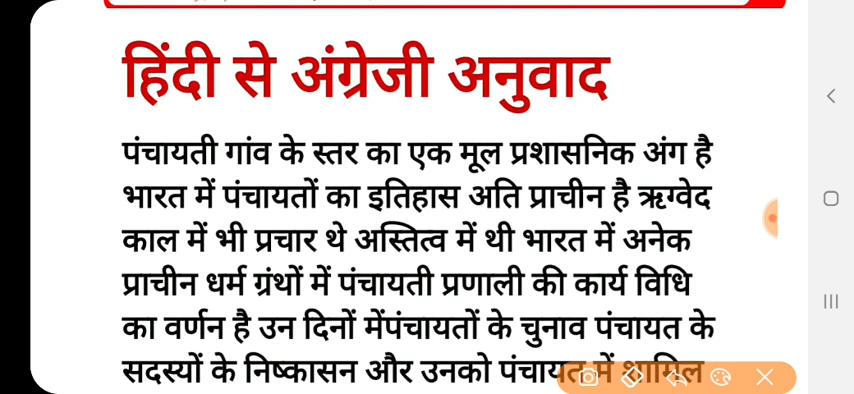 हिंदी से अंग्रेजी अनुवाद
पंचायती गांव के स्तर का एक मूल प्रशासनिक अंग है
भारत में पंचायतों का इतिहास अति प्राचीन है ऋग्वेद
काल में भी प्रचार थे अस्तित्व में थी भारत में अनेक
प्राचीन धर्म ग्रंथों में पंचायती प्रणाली की कार्य विधि
का वर्णन है उन दिनों मेंपंचायतों के चुनाव पंचायत के
सदस्यों के निष्कासन और उनको पंचायत में शामिल